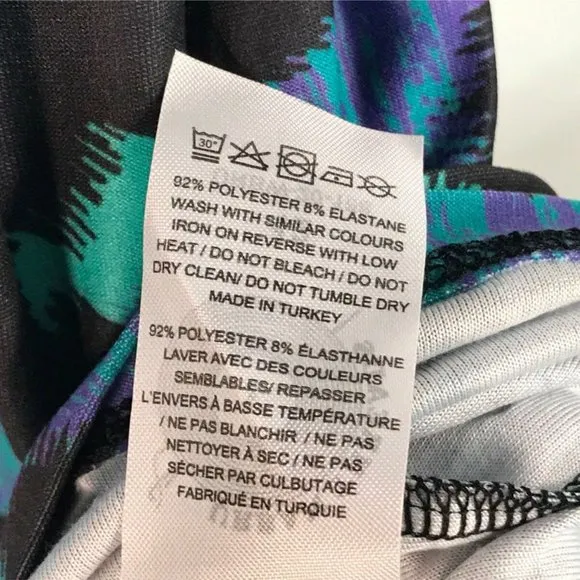 30°
92% POLYESTER 8% ELASTANE
WASH WITH SIMILAR COLOURS
IRON ON REVERSE WITH LOW
HEAT / DO NOT BLEACH / DO NOT
DRY CLEAN/ DO NOT TUMBLE DRY
MADE IN TURKEY
92% POLYESTER 8% ÉLASTHANNE
LAVER AVEC DES COULEURS
SEMBLABLES/ REPASSER
L'ENVERS À BASSE TEMPÉRATURE
/ NE PAS BLANCHIR / NE PAS
NETTOYER À SEC / NE PAS
SÉCHER PAR CULBUTAGE
FABRIQUÉ EN TURQUIE